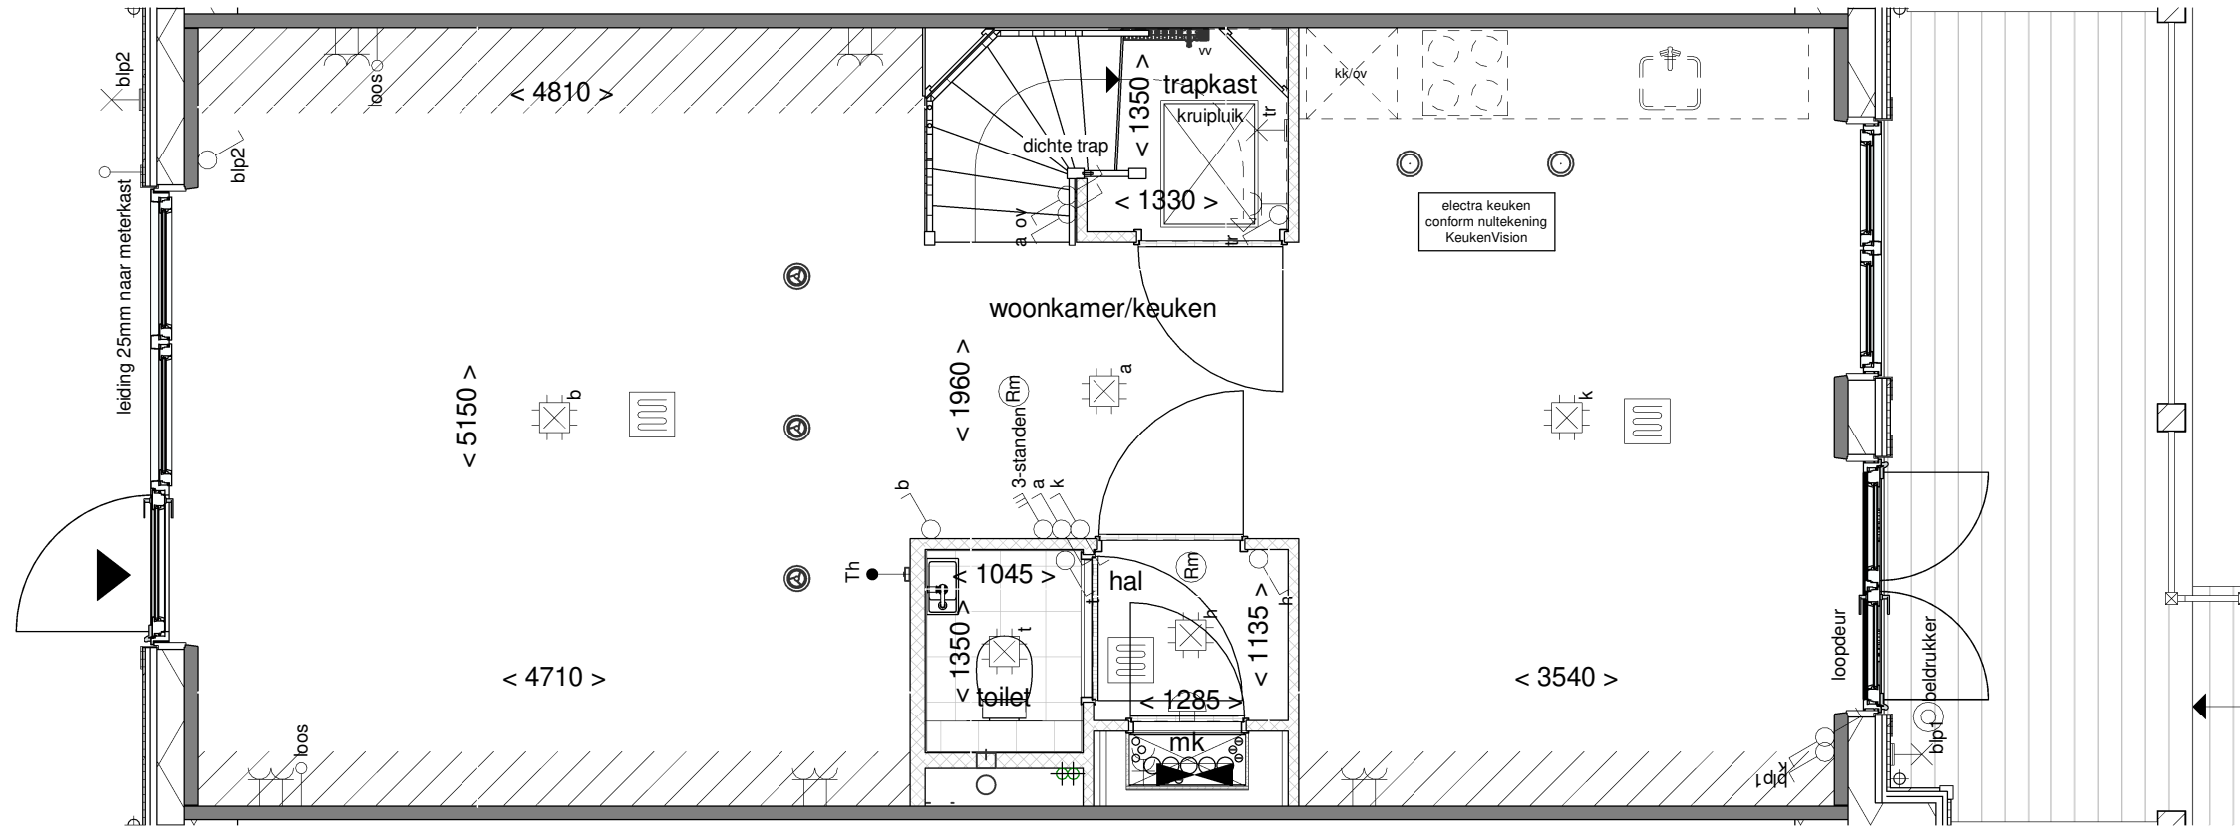 blp2
loos
< 4810 >
vv
< 1350 >
trapkast
kruipluik
tr
kk/ov
blp2
dichte trap
< 1330 >
a ov
tr
electra keuken
conform nultekening
KeukenVision
leiding 25mm naar meterkast
woonkamer/keuken
< 5150 >
b
< 1960 >
Rm
a
k
b
3-standen
a
k
Th
< 1045 >
t
hal
Rm
h
< 1135 >
h
< 1350 >
t
toilet
< 1285 >
mk
< 4710 >
loos
< 3540 >
loopdeur
beldrukker
blp1
k
blp1